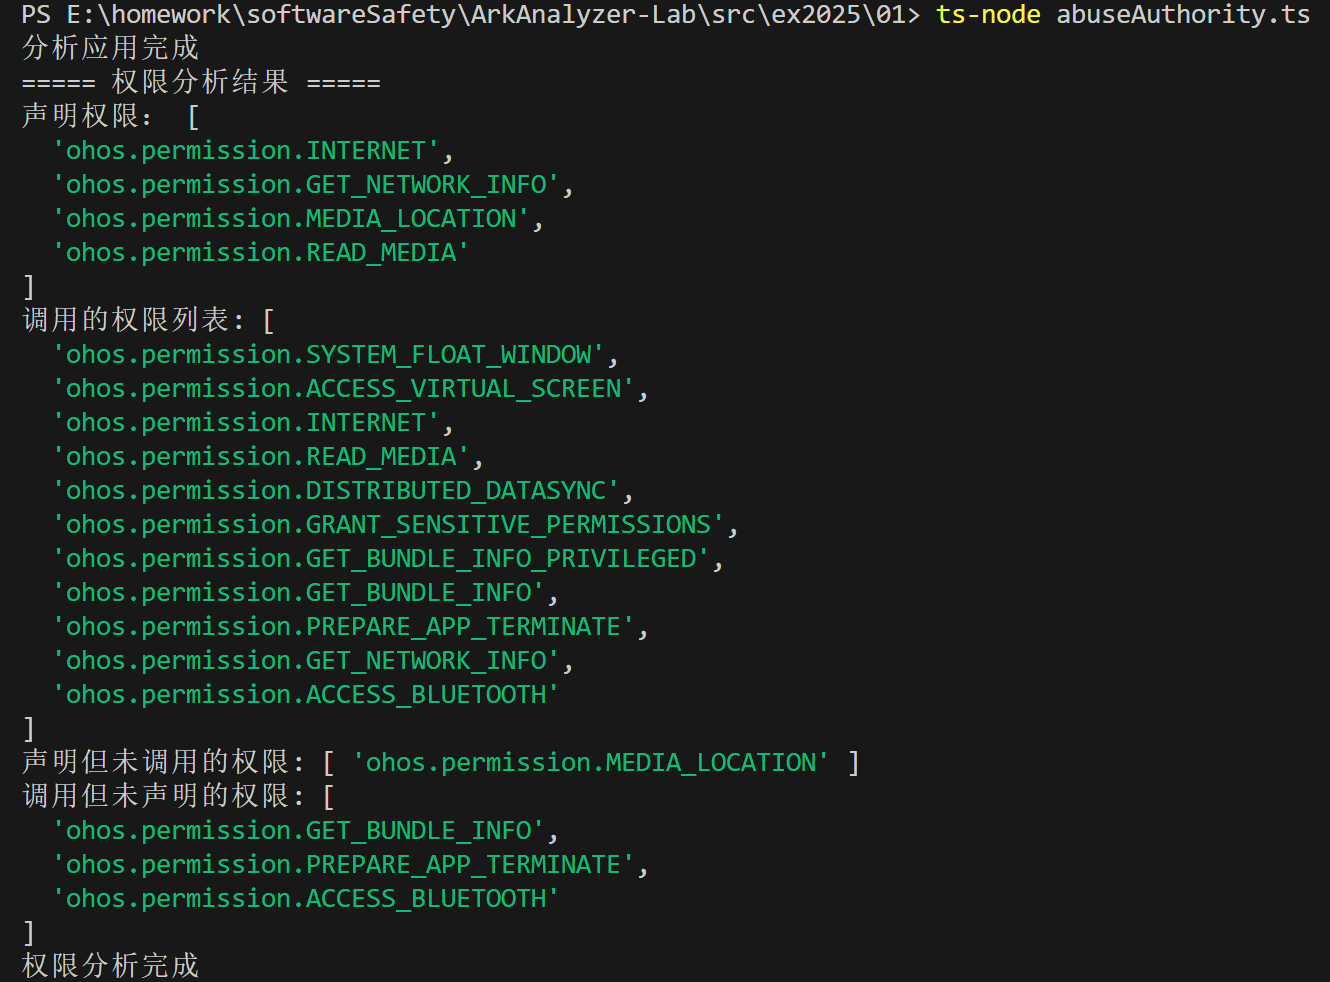 PS E:\homework\softwareSafety\ArkAnalyzer-Lab\src\ex2025\01> ts-node abuseAuthority.ts
分析应用完成
===== 权限分析结果 =====
声明权限： [
  'ohos.permission.INTERNET',
  'ohos.permission.GET_NETWORK_INFO',
  'ohos.permission.MEDIA_LOCATION',
  'ohos.permission.READ_MEDIA'
]
调用的权限列表: [
  'ohos.permission.SYSTEM_FLOAT_WINDOW',
  'ohos.permission.ACCESS_VIRTUAL_SCREEN',
  'ohos.permission.INTERNET',
  'ohos.permission.READ_MEDIA',
  'ohos.permission.DISTRIBUTED_DATASYNC',
  'ohos.permission.GRANT_SENSITIVE_PERMISSIONS',
  'ohos.permission.GET_BUNDLE_INFO_PRIVILEGED',
  'ohos.permission.GET_BUNDLE_INFO',
  'ohos.permission.PREPARE_APP_TERMINATE',
  'ohos.permission.GET_NETWORK_INFO',
  'ohos.permission.ACCESS_BLUETOOTH'
]
声明但未调用的权限: [ 'ohos.permission.MEDIA_LOCATION' ]
调用但未声明的权限: [
  'ohos.permission.GET_BUNDLE_INFO',
  'ohos.permission.PREPARE_APP_TERMINATE',
  'ohos.permission.ACCESS_BLUETOOTH'
]
权限分析完成